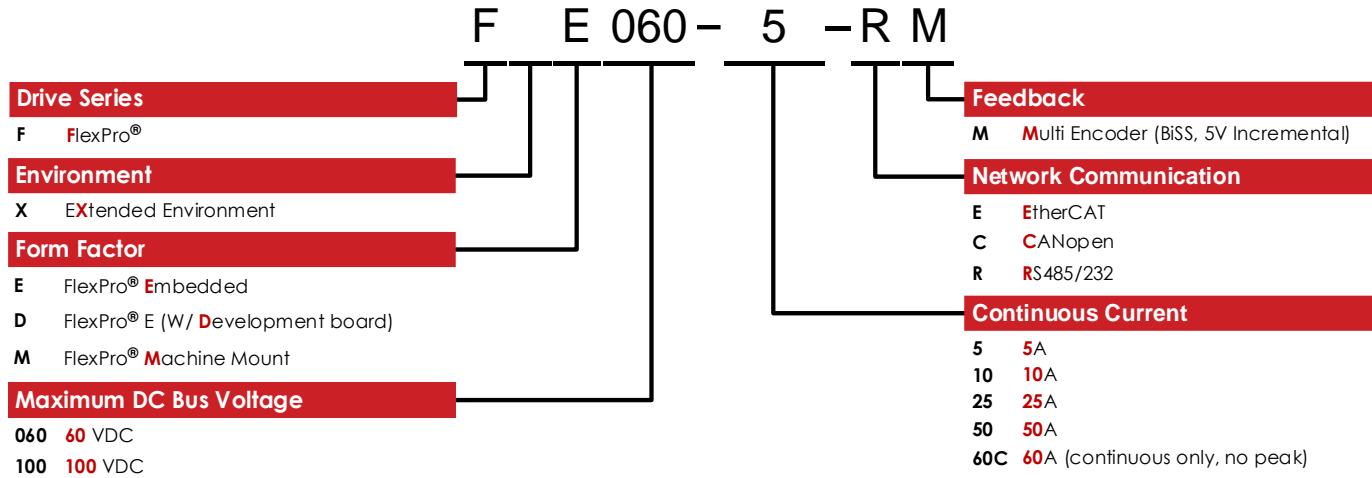 F E 060 – 5 – R M
Drive Series
F FlexPro®
Environment
X EXtended Environment
Form Factor
E FlexPro® Embedded
D FlexPro® E (W/ Development board)
M FlexPro® Machine Mount
Maximum DC Bus Voltage
060 60 VDC
100 100 VDC
Feedback
M Multi Encoder (BiSS, 5V Incremental)
Network Communication
E EtherCAT
C CANopen
R RS485/232
Continuous Current
5 5A
10 10A
25 25A
50 50A
60C 60A (continuous only, no peak)